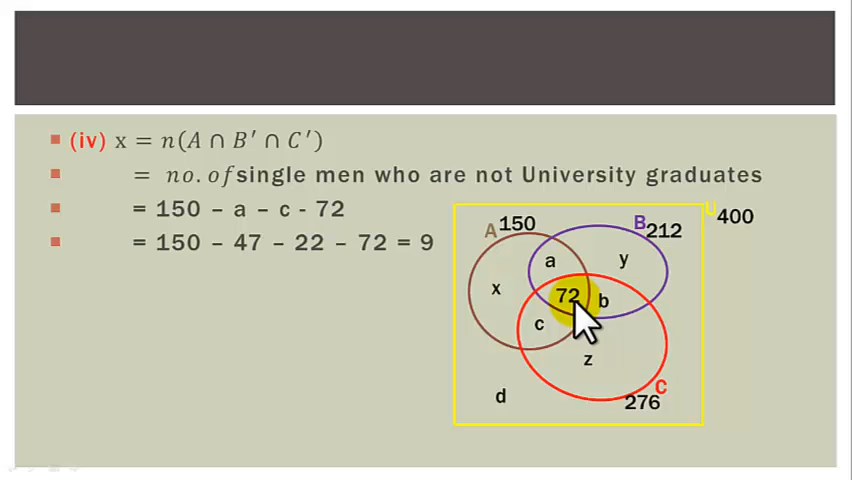 (iv) x = n(A ∩ B′ ∩ C′)
= no. of single men who are not University graduates
= 150 – a – c - 72
= 150 – 47 – 22 – 72 = 9
A 150
B 212
U 400
a
y
x
72
b
c
z
d
C
276